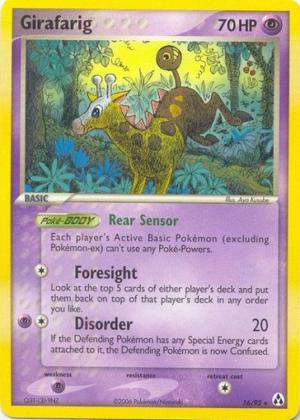 Girafarig 70 HP
Illus. Aya Kusube
BASIC
Poké-BODY Rear Sensor
Each player's Active Basic Pokémon (excluding
Pokémon-ex) can't use any Poké-Powers.
Foresight
Look at the top 5 cards of either player's deck and put
them back on top of that player's deck in any order
you like.
Disorder 20
If the Defending Pokémon has any Special Energy cards
attached to it, the Defending Pokémon is now Confused.
weakness resistance retreat cost
©2006 Pokémon/Nintendo 16/92